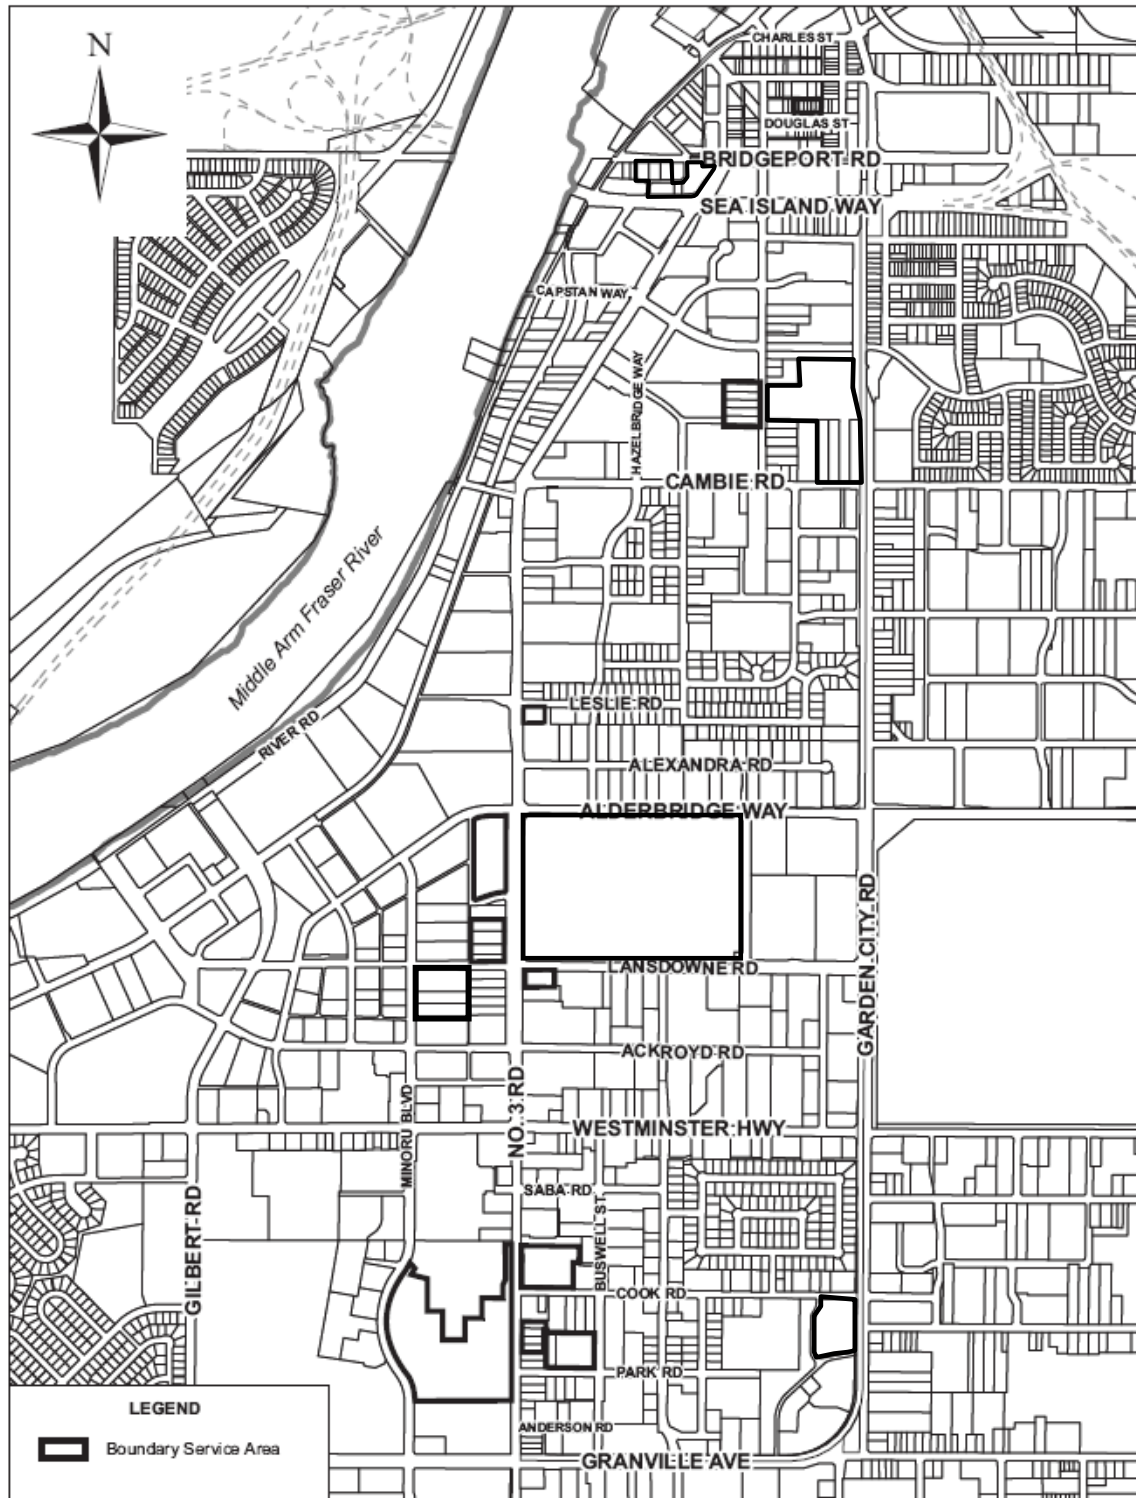 N
CHARLES ST
DOUGLAS ST
BRIDGEPORT RD
SEA ISLAND WAY
CAPSTAN WAY
HAZELBRIDGE WAY
CAMBIE RD
Middle Arm Fraser River
RIVER RD
LESLIE RD
ALEXANDRA RD
ALDERBRIDGE WAY
GARDEN CITY RD
LANSDOWNE RD
ACKROYD RD
NO. 3 RD
MINORU BLVD
WESTMINSTER HWY
SABA RD
GILBERT RD
BUSWELL ST
COOK RD
PARK RD
LEGEND
ANDERSON RD
Boundary Service Area
GRANVILLE AVE